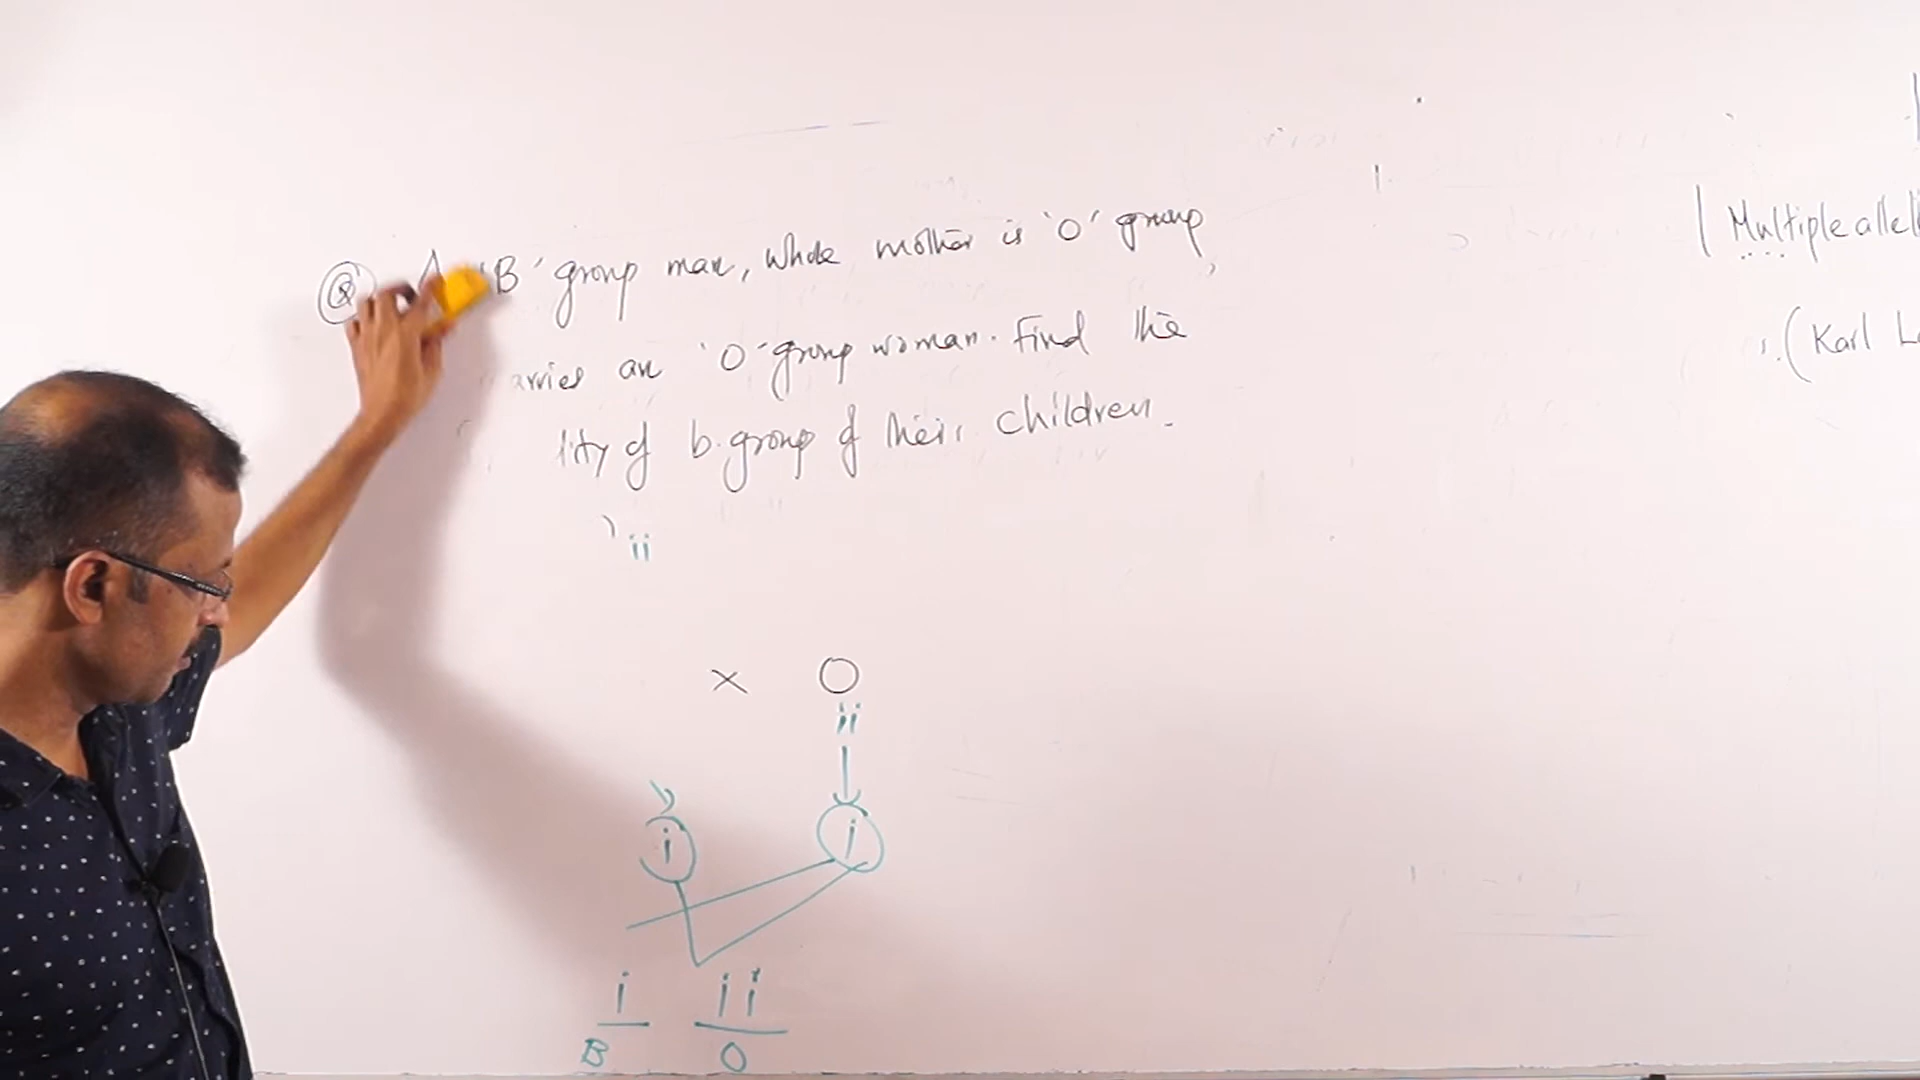 Q A 'B' group man, whose mother is 'O' group,
arries an 'O' group woman. Find the
lity of b.group of their children.
ii
× O
ii
i i
i ii
B O
Multiple allel
(Karl L